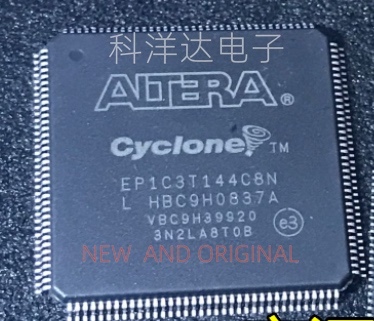 科洋达电子
ALTERA®
Cyclone™
EP1C3T144C8N
L HBC9H0837A
VBC9H39920
3N2LA8T0B
e3
NEW AND ORIGINAL